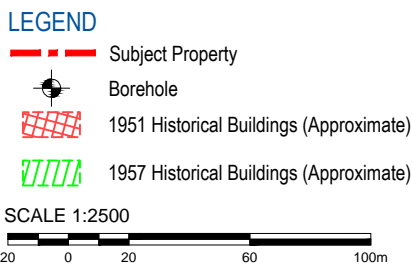 LEGEND
Subject Property
Borehole
1951 Historical Buildings (Approximate)
1957 Historical Buildings (Approximate)
SCALE 1:2500
20 0 20 60 100m